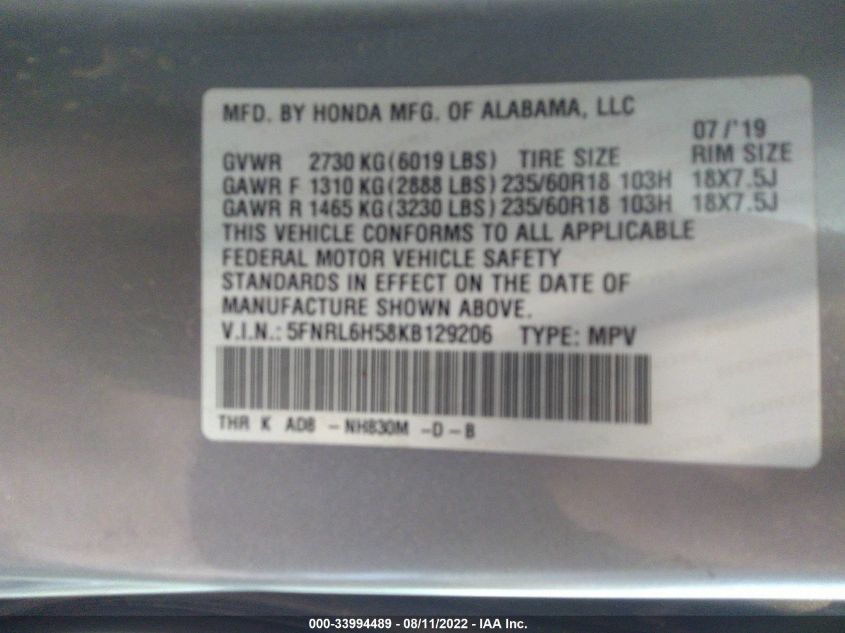 MFD. BY HONDA MFG. OF ALABAMA, LLC
07/'19
GVWR 2730 KG(6019 LBS) TIRE SIZE RIM SIZE
GAWR F 1310 KG(2888 LBS) 235/60R18 103H 18X7.5J
GAWR R 1465 KG(3230 LBS) 235/60R18 103H 18X7.5J
THIS VEHICLE CONFORMS TO ALL APPLICABLE
FEDERAL MOTOR VEHICLE SAFETY
STANDARDS IN EFFECT ON THE DATE OF
MANUFACTURE SHOWN ABOVE.
V.I.N.: 5FNRL6H58KB129206 TYPE: MPV
THR K AD8 -NH830M -D-B
000-33994489 - 08/11/2022 - IAA Inc.